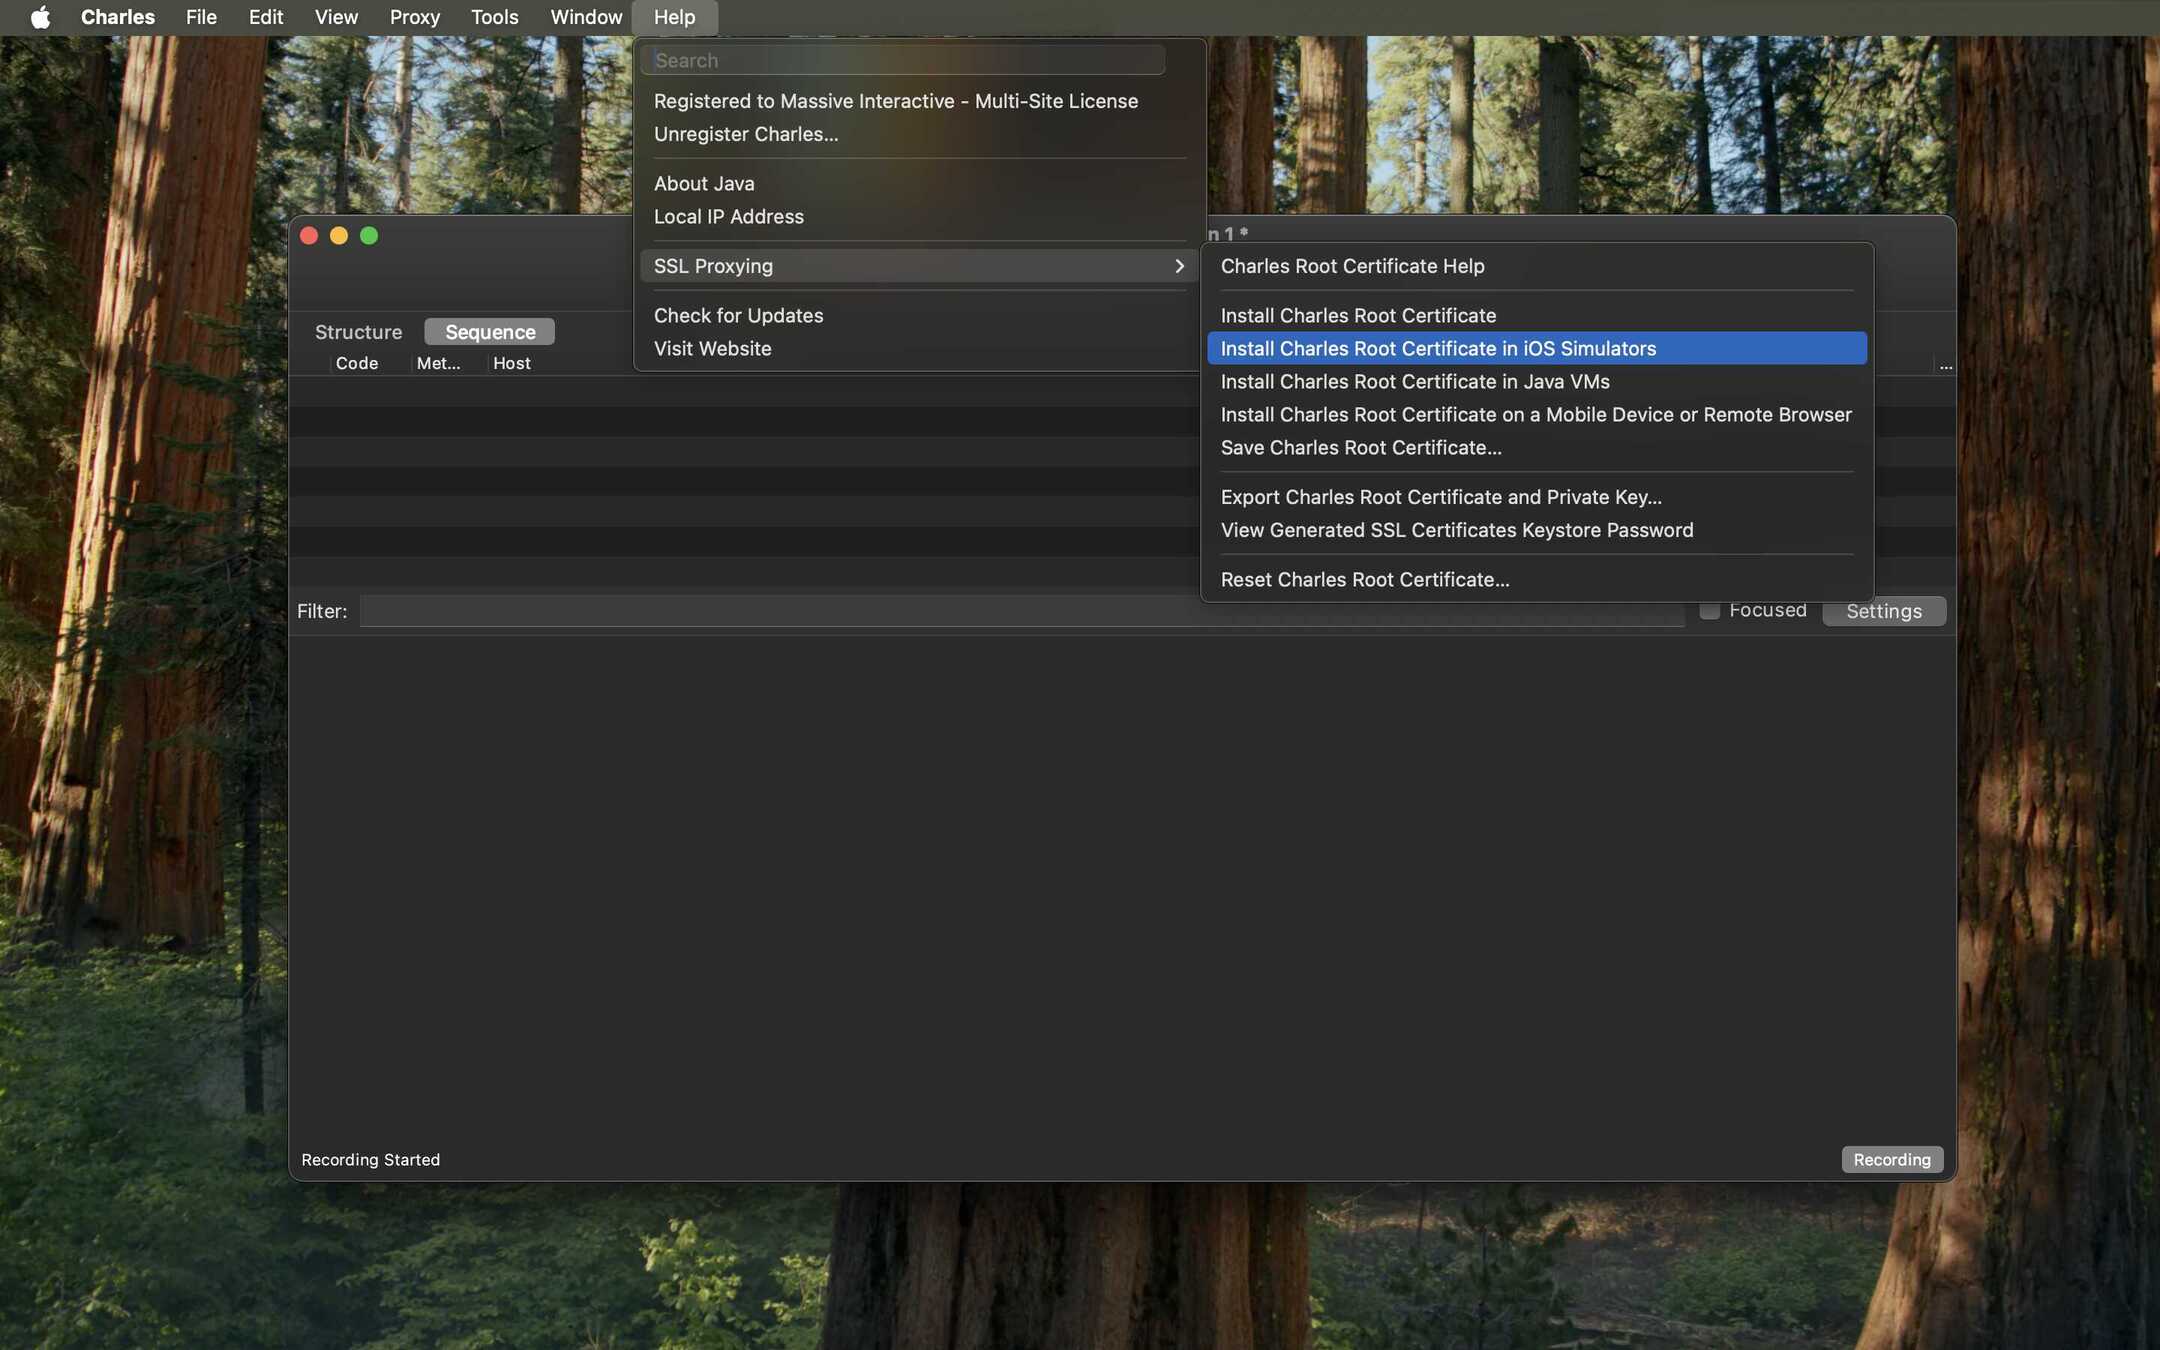 Charles File Edit View Proxy Tools Window Help
Search
Registered to Massive Interactive - Multi-Site License
Unregister Charles...
About Java
Local IP Address
SSL Proxying
Check for Updates
Visit Website
Charles Root Certificate Help
Install Charles Root Certificate
Install Charles Root Certificate in iOS Simulators
Install Charles Root Certificate in Java VMs
Install Charles Root Certificate on a Mobile Device or Remote Browser
Save Charles Root Certificate...
Export Charles Root Certificate and Private Key...
View Generated SSL Certificates Keystore Password
Reset Charles Root Certificate...
n 1 *
Structure Sequence
Code Met... Host ...
Filter: Focused Settings
Recording Started Recording